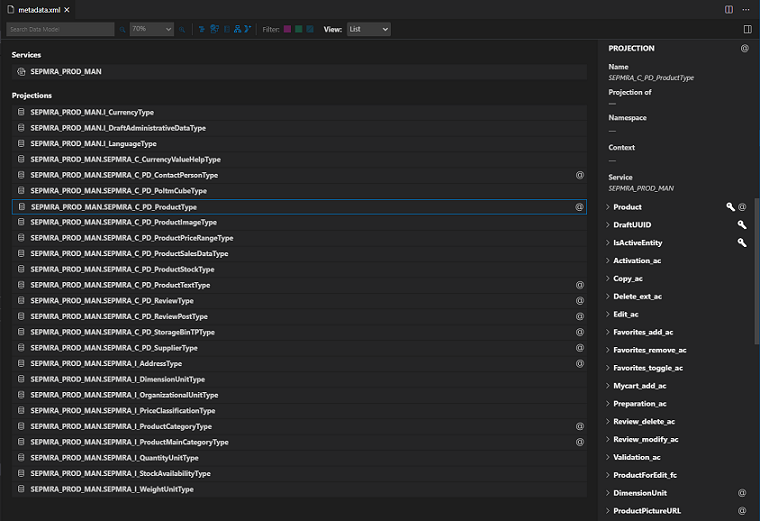 metadata.xml
Search Data Model
70%
Filter:
View:
List
Services
SEPMRA_PROD_MAN
Projections
SEPMRA_PROD_MAN.I_CurrencyType
SEPMRA_PROD_MAN.I_DraftAdministrativeDataType
SEPMRA_PROD_MAN.I_LanguageType
SEPMRA_PROD_MAN.SEPMRA_C_CurrencyValueHelpType
SEPMRA_PROD_MAN.SEPMRA_C_PD_ContactPersonType @
SEPMRA_PROD_MAN.SEPMRA_C_PD_PoItmCubeType
SEPMRA_PROD_MAN.SEPMRA_C_PD_ProductType @
SEPMRA_PROD_MAN.SEPMRA_C_PD_ProductImageType
SEPMRA_PROD_MAN.SEPMRA_C_PD_ProductPriceRangeType
SEPMRA_PROD_MAN.SEPMRA_C_PD_ProductSalesDataType
SEPMRA_PROD_MAN.SEPMRA_C_PD_ProductStockType
SEPMRA_PROD_MAN.SEPMRA_C_PD_ProductTextType @
SEPMRA_PROD_MAN.SEPMRA_C_PD_ReviewType @
SEPMRA_PROD_MAN.SEPMRA_C_PD_ReviewPostType @
SEPMRA_PROD_MAN.SEPMRA_C_PD_StorageBinTPType @
SEPMRA_PROD_MAN.SEPMRA_C_PD_SupplierType @
SEPMRA_PROD_MAN.SEPMRA_I_AddressType @
SEPMRA_PROD_MAN.SEPMRA_I_DimensionUnitType
SEPMRA_PROD_MAN.SEPMRA_I_OrganizationalUnitType
SEPMRA_PROD_MAN.SEPMRA_I_PriceClassificationType
SEPMRA_PROD_MAN.SEPMRA_I_ProductCategoryType @
SEPMRA_PROD_MAN.SEPMRA_I_ProductMainCategoryType @
SEPMRA_PROD_MAN.SEPMRA_I_QuantityUnitType
SEPMRA_PROD_MAN.SEPMRA_I_StockAvailabilityType
SEPMRA_PROD_MAN.SEPMRA_I_WeightUnitType
PROJECTION @
Name
SEPMRA_C_PD_ProductType
Projection of
—
Namespace
—
Context
—
Service
SEPMRA_PROD_MAN
Product @
DraftUUID
IsActiveEntity
Activation_ac
Copy_ac
Delete_ext_ac
Edit_ac
Favorites_add_ac
Favorites_remove_ac
Favorites_toggle_ac
Mycart_add_ac
Preparation_ac
Review_delete_ac
Review_modify_ac
Validation_ac
ProductForEdit_fc
DimensionUnit @
ProductPictureURL @